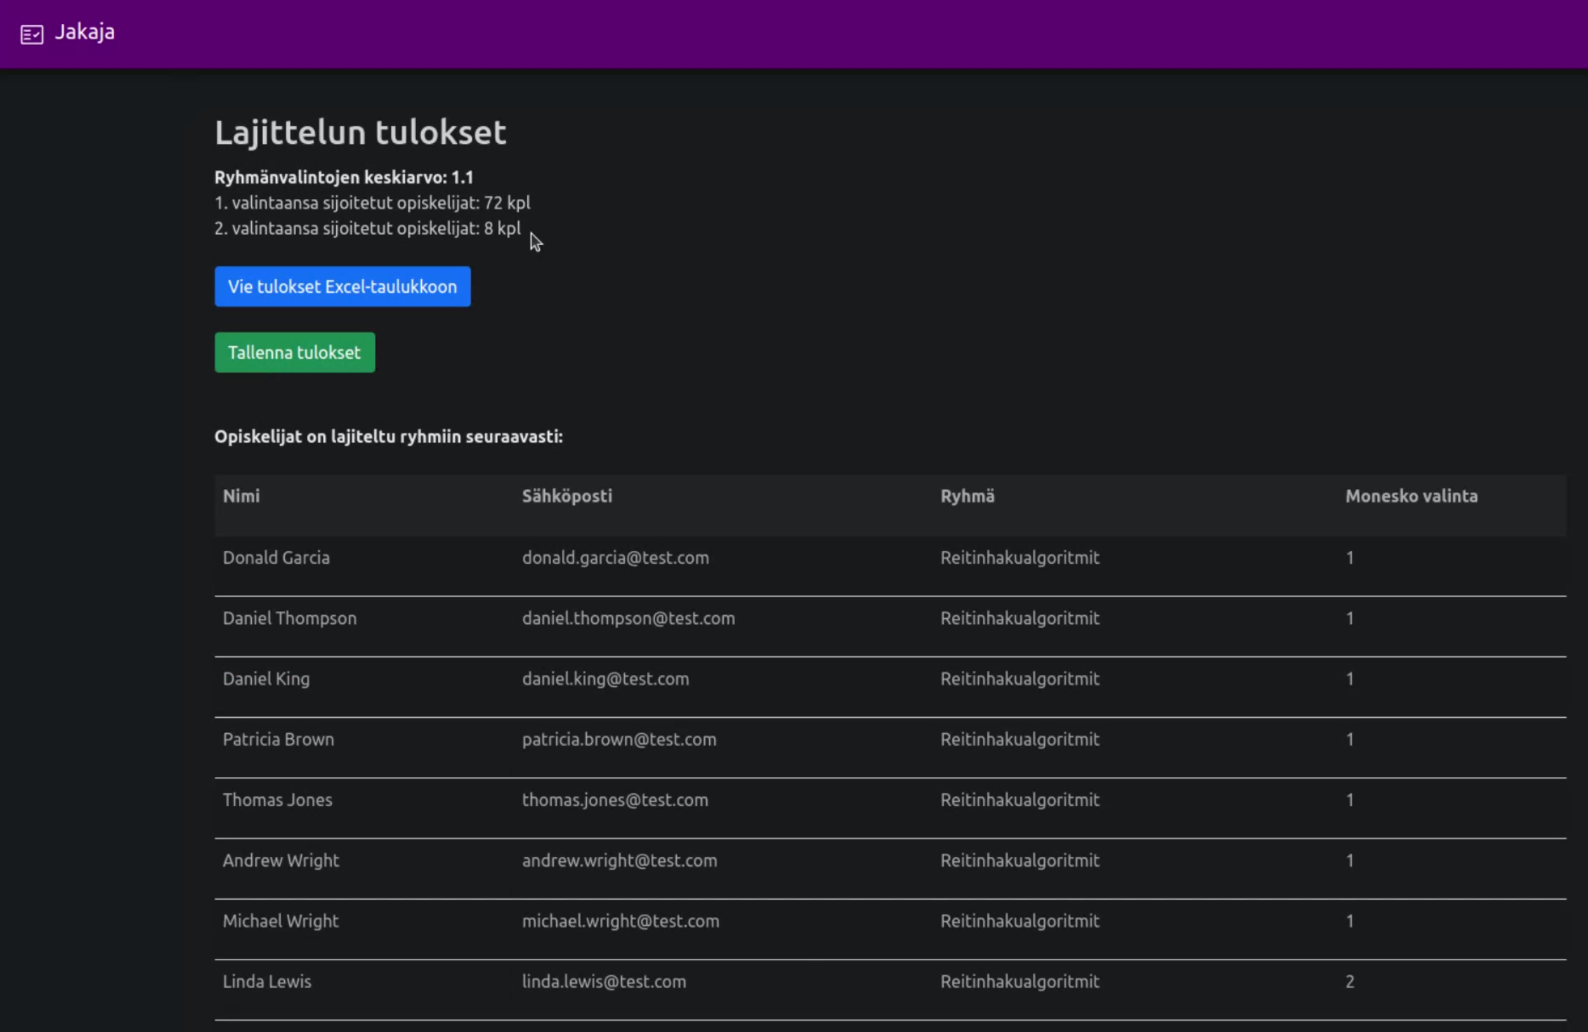 Jakaja
Lajittelun tulokset
Ryhmänvalintojen keskiarvo: 1.1
1. valintaansa sijoitetut opiskelijat: 72 kpl
2. valintaansa sijoitetut opiskelijat: 8 kpl
Vie tulokset Excel-taulukkoon
Tallenna tulokset
Opiskelijat on lajiteltu ryhmiin seuraavasti:
Nimi Sähköposti Ryhmä Monesko valinta
Donald Garcia donald.garcia@test.com Reitinhakualgoritmit 1
Daniel Thompson daniel.thompson@test.com Reitinhakualgoritmit 1
Daniel King daniel.king@test.com Reitinhakualgoritmit 1
Patricia Brown patricia.brown@test.com Reitinhakualgoritmit 1
Thomas Jones thomas.jones@test.com Reitinhakualgoritmit 1
Andrew Wright andrew.wright@test.com Reitinhakualgoritmit 1
Michael Wright michael.wright@test.com Reitinhakualgoritmit 1
Linda Lewis linda.lewis@test.com Reitinhakualgoritmit 2